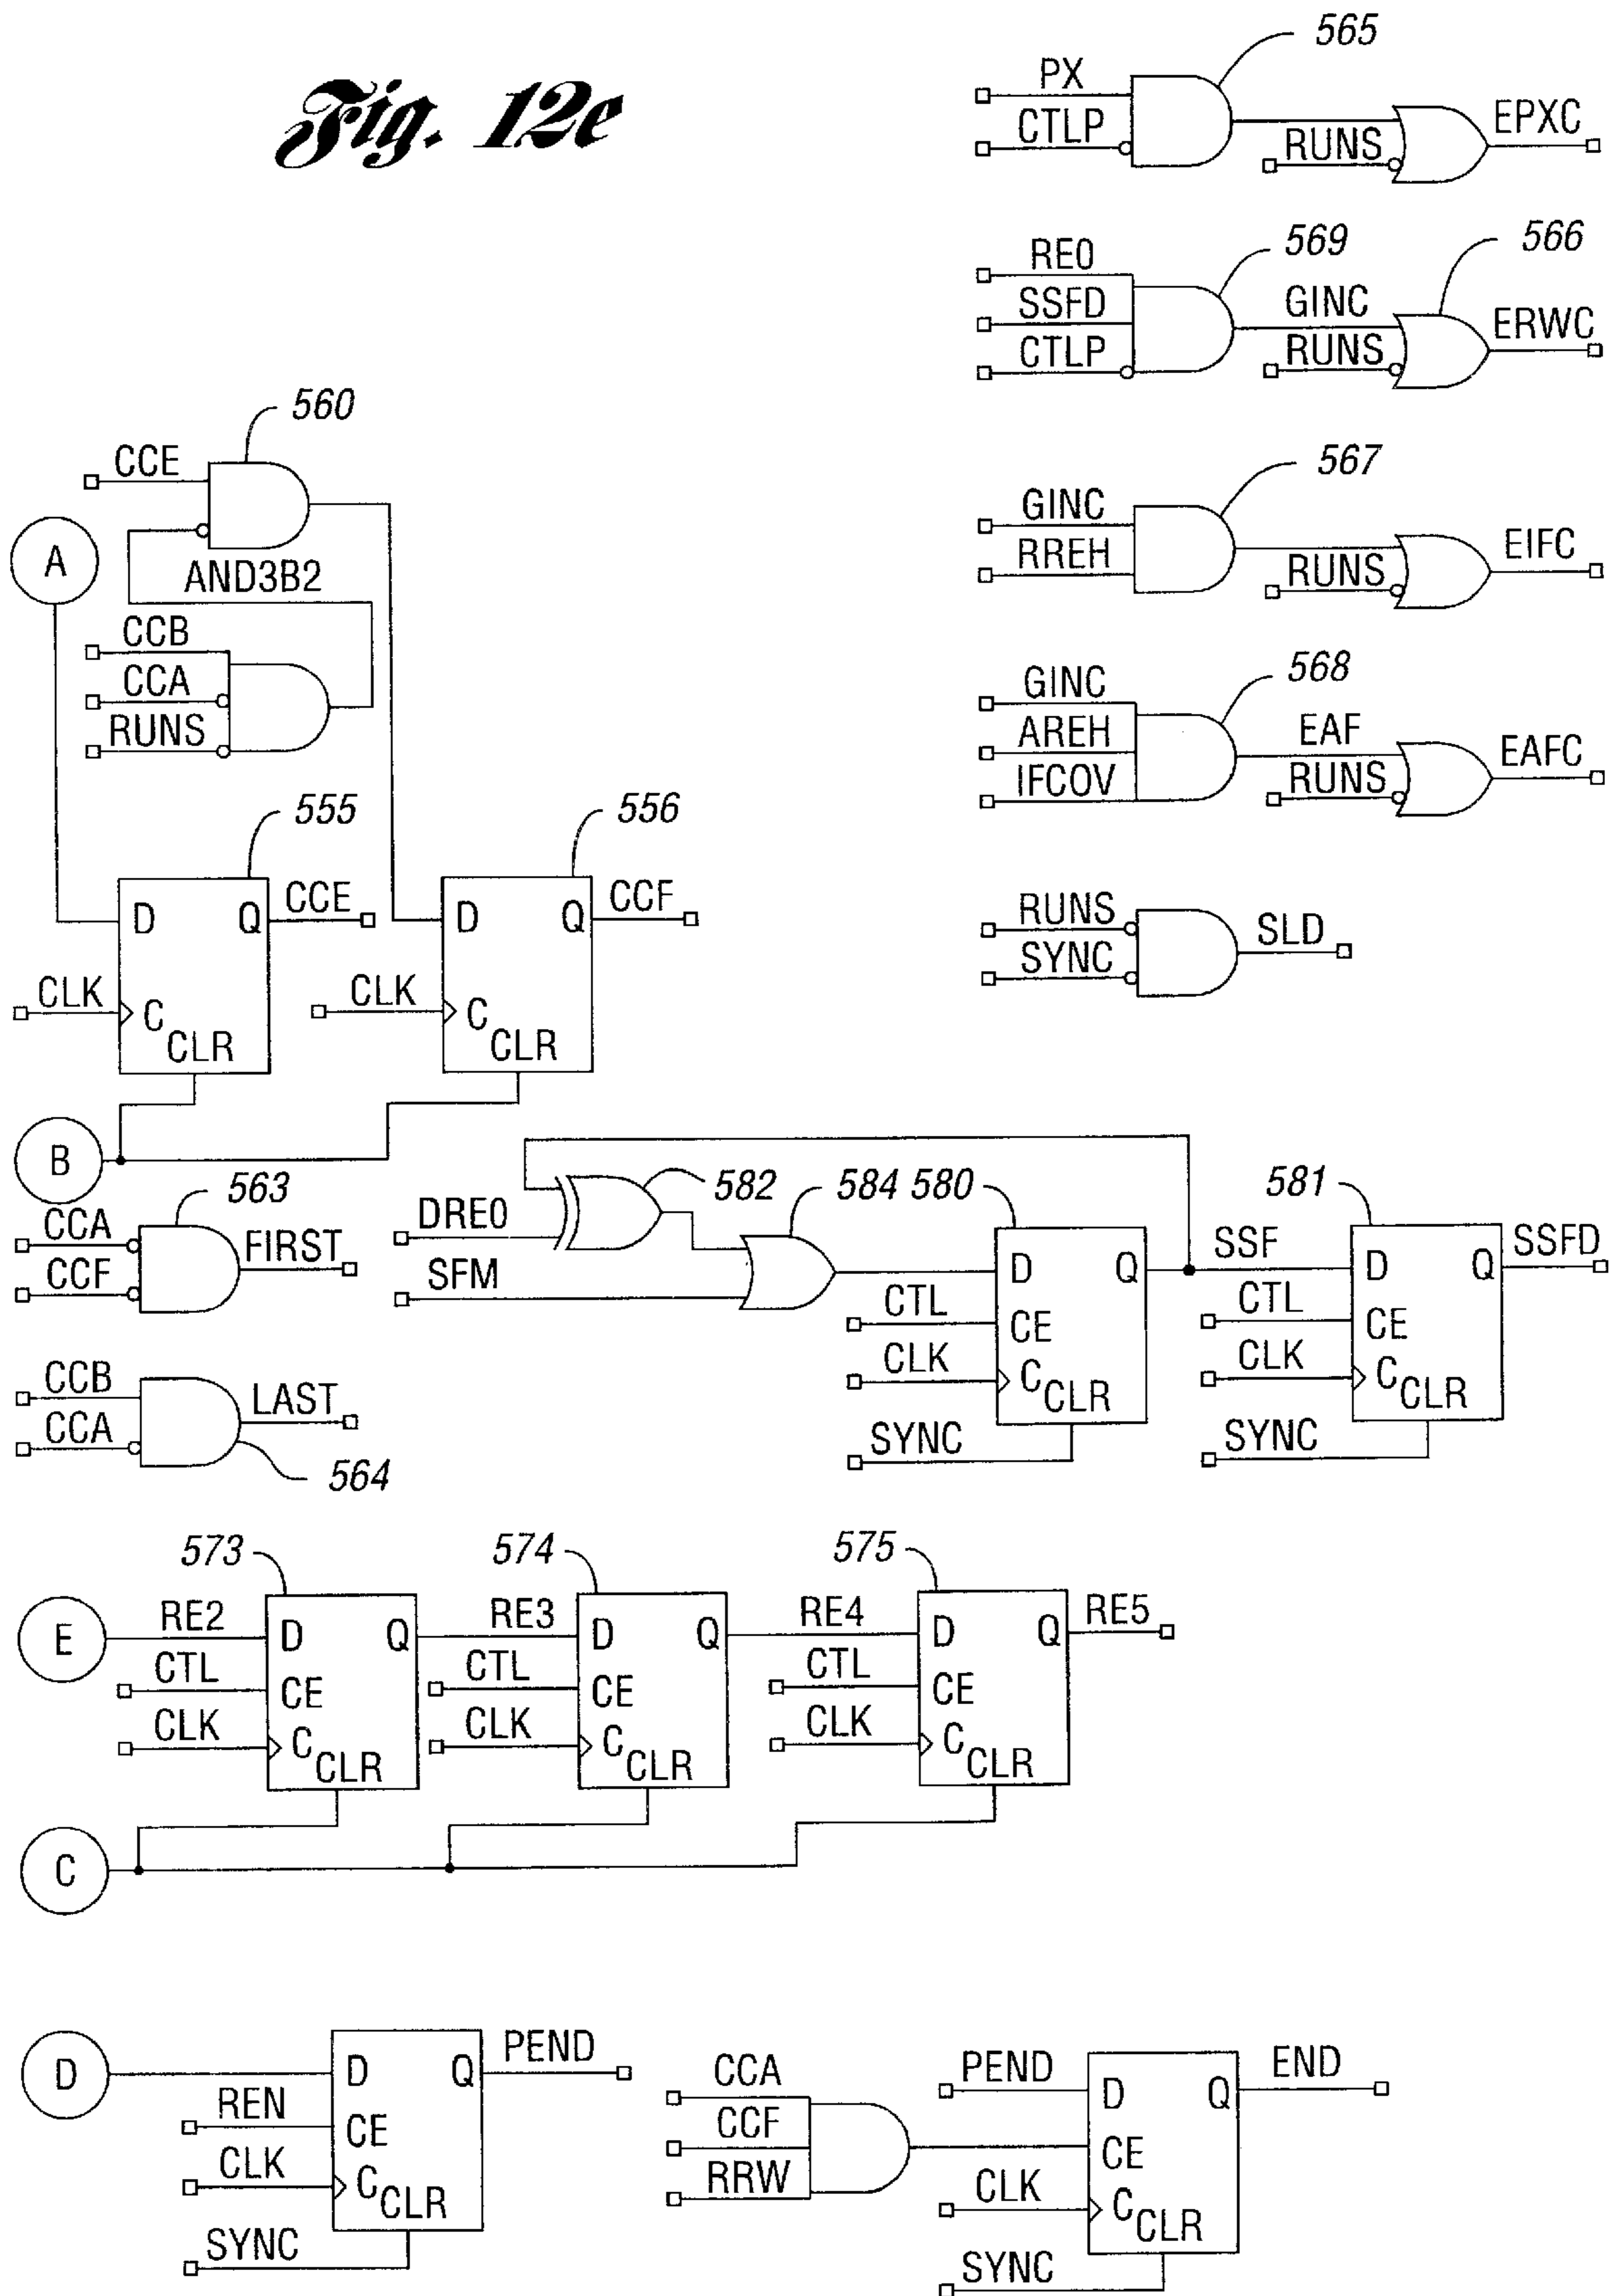 Fig. 12e
565
PX
CTLP
RUNS
EPXC
569
566
RE0
SSFD
CTLP
GINC
RUNS
ERWC
560
CCE
A
AND3B2
CCB
CCA
RUNS
567
GINC
RREH
RUNS
EIFC
568
GINC
AREH
IFCOV
EAF
RUNS
EAFC
555
D Q CCE
CLK C
CLR
556
D Q CCF
CLK C
CLR
RUNS
SYNC
SLD
B
563
CCA
CCF
FIRST
582
584
580
581
DRE0
SFM
D Q SSF
CTL CE
CLK C
CLR
SYNC
D Q SSFD
CTL CE
CLK C
CLR
SYNC
CCB
CCA
LAST
564
573
574
575
E RE2 D Q RE3 D Q RE4 D Q RE5
CTL CE CTL CE CTL CE
CLK C CLK C CLK C
CLR CLR CLR
C
D D Q PEND
REN CE
CLK C
CLR
SYNC
CCA
CCF
RRW
PEND D Q END
CE
CLK C
CLR
SYNC